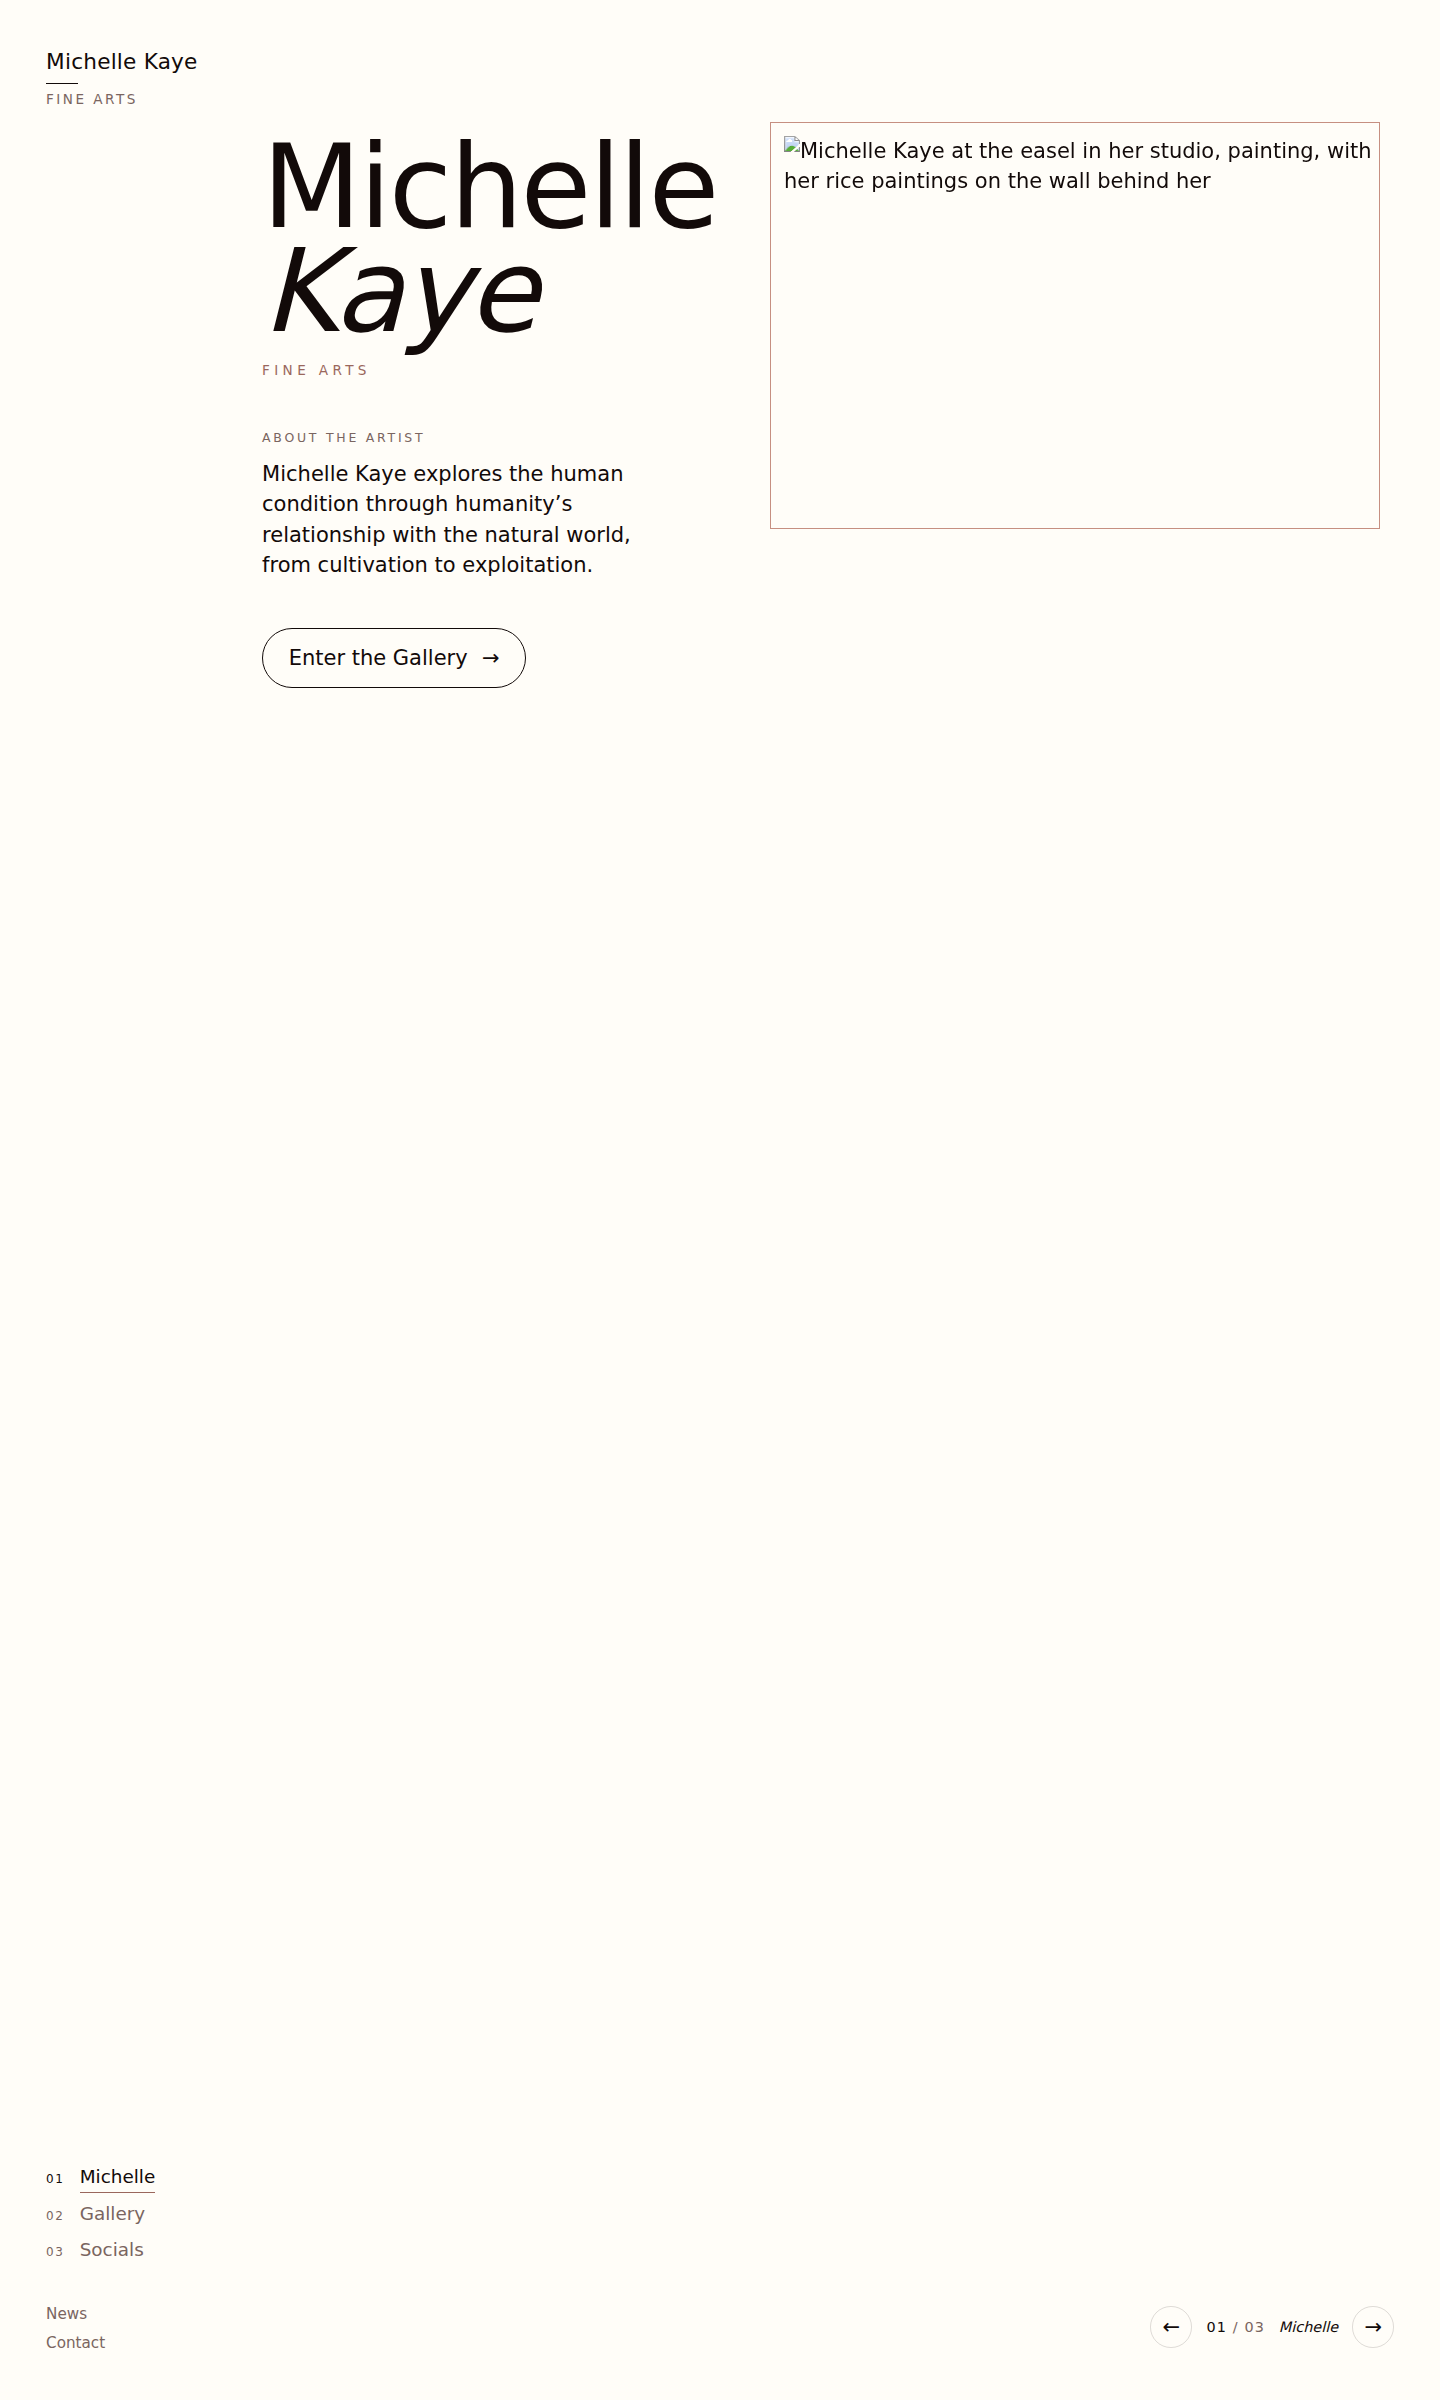 Michelle Kaye
FINE ARTS
Michelle
Kaye
FINE ARTS
ABOUT THE ARTIST
Michelle Kaye explores the human
condition through humanity’s
relationship with the natural world,
from cultivation to exploitation.
Enter the Gallery →
Michelle Kaye at the easel in her studio, painting, with
her rice paintings on the wall behind her
01 Michelle
02 Gallery
03 Socials
News
Contact
← 01 / 03 Michelle →